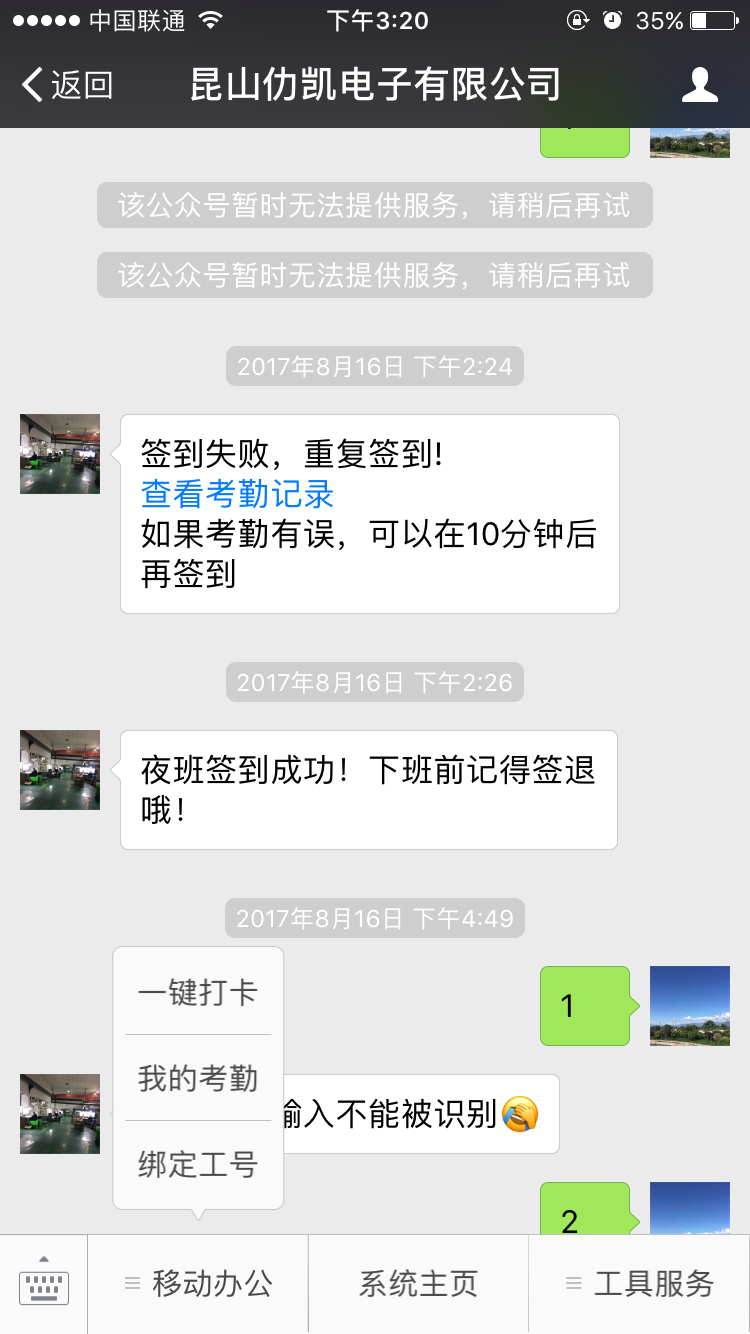 中国联通 下午3:20 35%
返回 昆山仂凯电子有限公司
该公众号暂时无法提供服务，请稍后再试
该公众号暂时无法提供服务，请稍后再试
2017年8月16日 下午2:24
签到失败，重复签到!
查看考勤记录
如果考勤有误，可以在10分钟后
再签到
2017年8月16日 下午2:26
夜班签到成功！下班前记得签退
哦！
2017年8月16日 下午4:49
1
一键打卡
我的考勤
输入不能被识别
绑定工号
2
移动办公 系统主页 工具服务